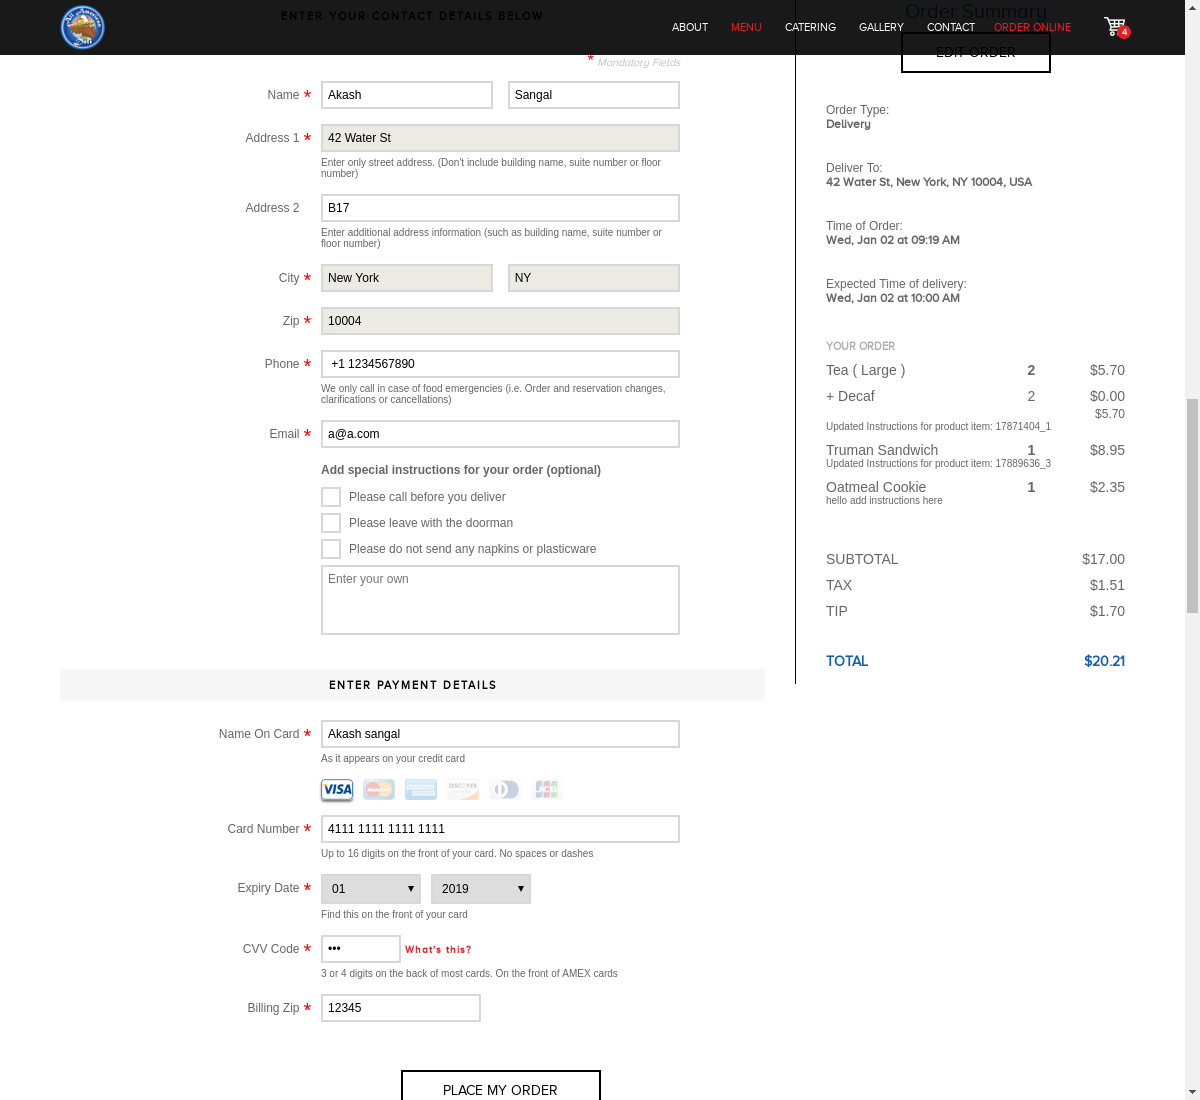 All American
Deli
ABOUT
MENU
CATERING
GALLERY
CONTACT
ORDER ONLINE
4
ENTER YOUR CONTACT DETAILS BELOW
* Mandatory Fields
Name * Akash Sangal
Address 1 * 42 Water St
Enter only street address. (Don't include building name, suite number or floor
number)
Address 2 B17
Enter additional address information (such as building name, suite number or
floor number)
City * New York NY
Zip * 10004
Phone * +1 1234567890
We only call in case of food emergencies (i.e. Order and reservation changes,
clarifications or cancellations)
Email * a@a.com
Add special instructions for your order (optional)
Please call before you deliver
Please leave with the doorman
Please do not send any napkins or plasticware
Enter your own
ENTER PAYMENT DETAILS
Name On Card * Akash sangal
As it appears on your credit card
VISA MasterCard AMERICAN EXPRESS DISCOVER JCB
Card Number * 4111 1111 1111 1111
Up to 16 digits on the front of your card. No spaces or dashes
Expiry Date * 01 2019
Find this on the front of your card
CVV Code * ••• What's this?
3 or 4 digits on the back of most cards. On the front of AMEX cards
Billing Zip * 12345
PLACE MY ORDER
Order Summary
EDIT ORDER
Order Type:
Delivery
Deliver To:
42 Water St, New York, NY 10004, USA
Time of Order:
Wed, Jan 02 at 09:19 AM
Expected Time of delivery:
Wed, Jan 02 at 10:00 AM
YOUR ORDER
Tea ( Large ) 2 $5.70
+ Decaf 2 $0.00
$5.70
Updated Instructions for product item: 17871404_1
Truman Sandwich 1 $8.95
Updated Instructions for product item: 17889636_3
Oatmeal Cookie 1 $2.35
hello add instructions here
SUBTOTAL $17.00
TAX $1.51
TIP $1.70
TOTAL $20.21